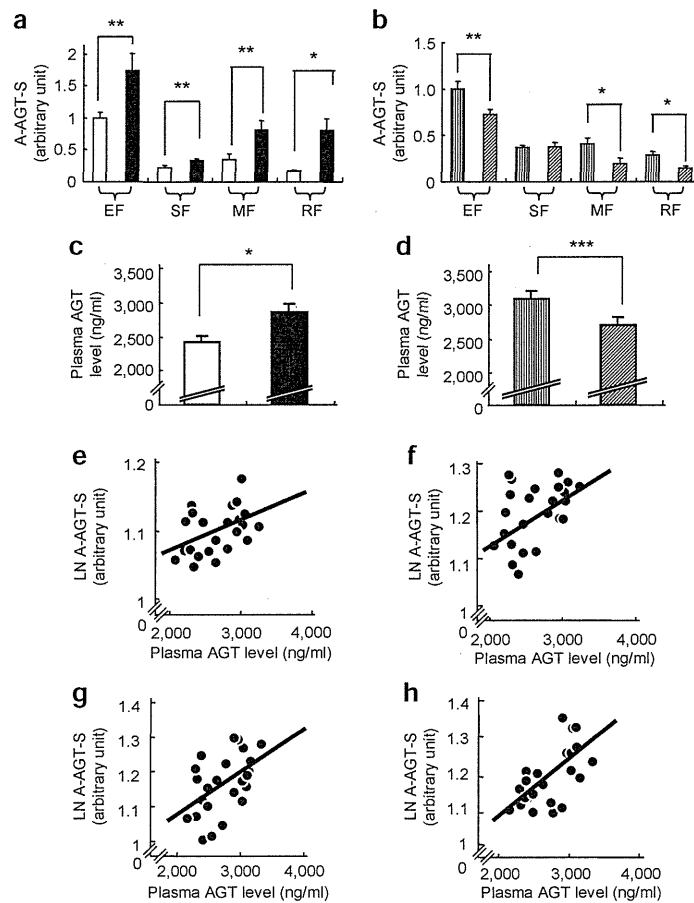 a
b
A-AGT-S
(arbitrary unit)
2
1.5
1
0.5
0
**
**
**
*
EF
SF
MF
RF
A-AGT-S
(arbitrary unit)
1.5
1.0
0.5
0
**
*
*
EF
SF
MF
RF
c
d
Plasma AGT
level (ng/ml)
3,500
3,000
2,500
2,000
0
*
Plasma AGT
level (ng/ml)
3,500
3,000
2,500
2,000
0
***
e
f
LN A-AGT-S
(arbitrary unit)
1.2
1.10
1
0
2,000
3,000
4,000
Plasma AGT level (ng/ml)
LN A-AGT-S
(arbitrary unit)
1.3
1.2
1.1
1
0
2,000
3,000
4,000
Plasma AGT level (ng/ml)
g
h
LN A-AGT-S
(arbitrary unit)
1.4
1.3
1.2
1.1
1
0
2,000
3,000
4,000
Plasma AGT level (ng/ml)
LN A-AGT-S
(arbitrary unit)
1.4
1.3
1.2
1.1
1
0
2,000
3,000
4,000
Plasma AGT level (ng/ml)